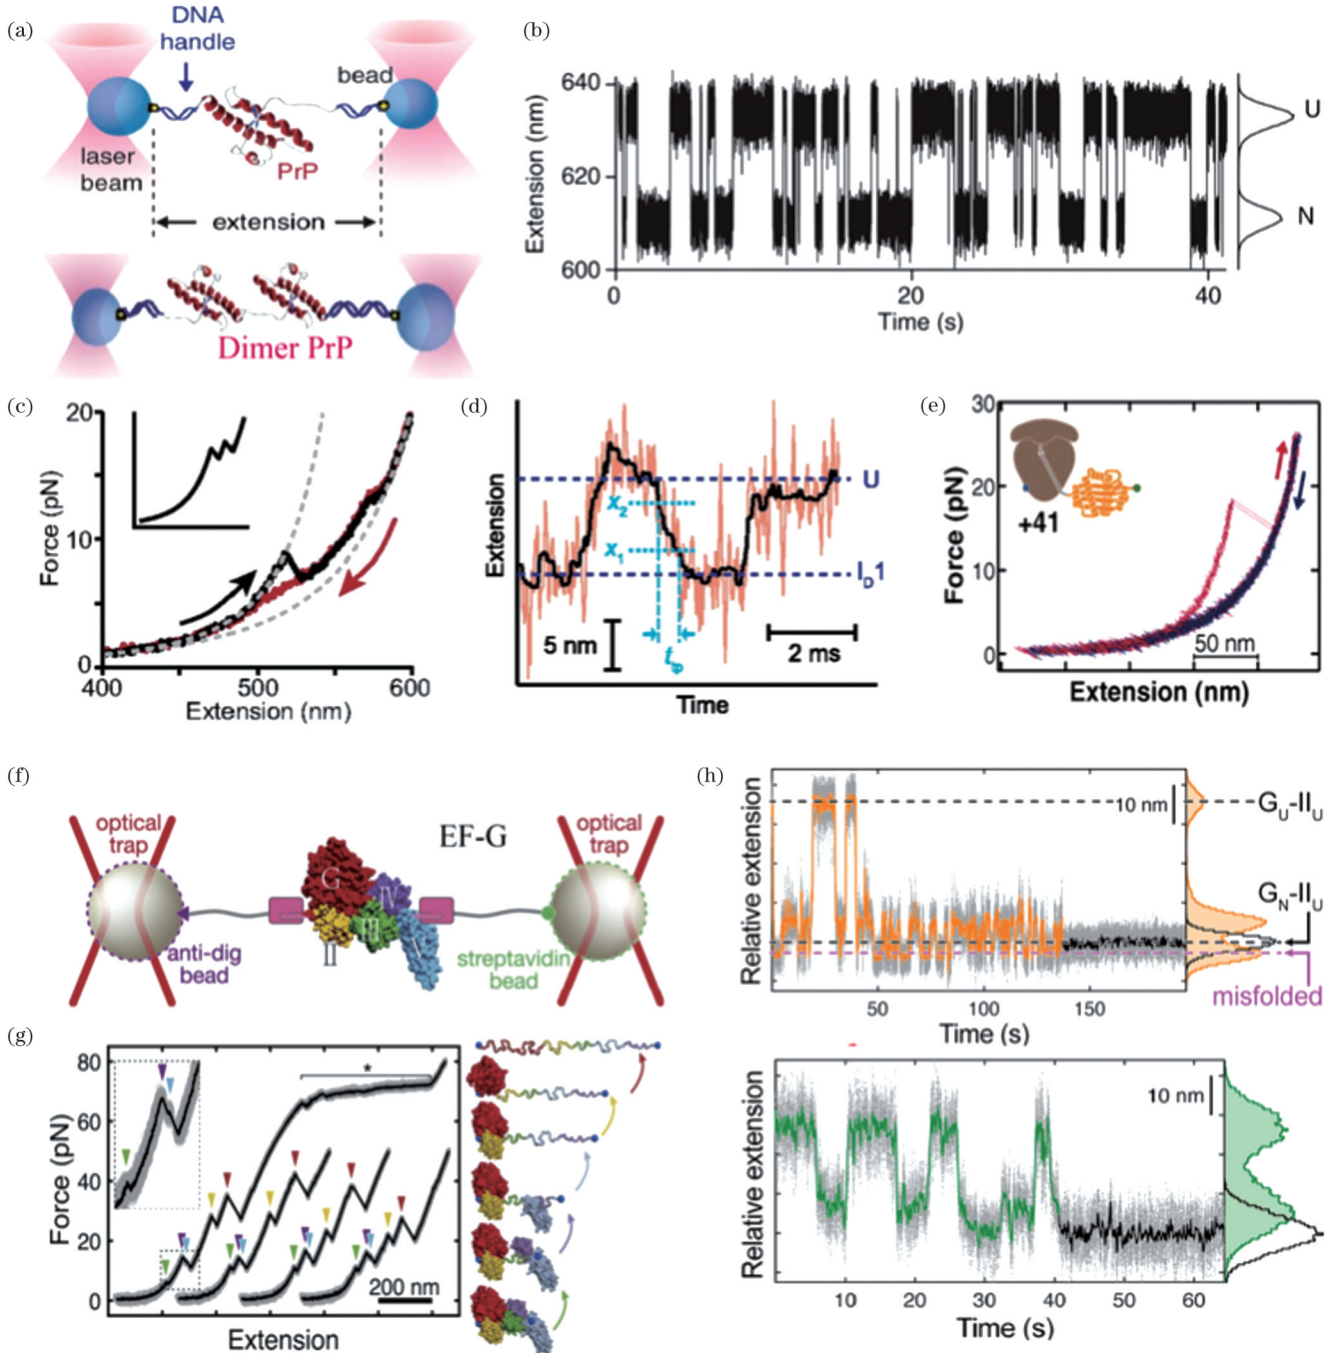 (a)
DNA
handle
bead
laser
beam
PrP
extension
Dimer PrP
(b)
Extension (nm)
640
620
600
0
20
40
Time (s)
U
N
(c)
Force (pN)
20
10
0
400
500
600
Extension (nm)
(d)
Extension
U
x2
x1
ID1
5 nm
ttp
2 ms
Time
(e)
Force (pN)
30
20
10
0
+41
50 nm
Extension (nm)
(f)
optical
trap
EF-G
optical
trap
G
IV
III
II
V
anti-dig
bead
streptavidin
bead
(g)
Force (pN)
80
60
40
20
0
*
200 nm
Extension
(h)
Relative extension
10 nm
GU-IIU
GN-IIU
misfolded
50
100
150
Time (s)
Relative extension
10 nm
10
20
30
40
50
60
Time (s)